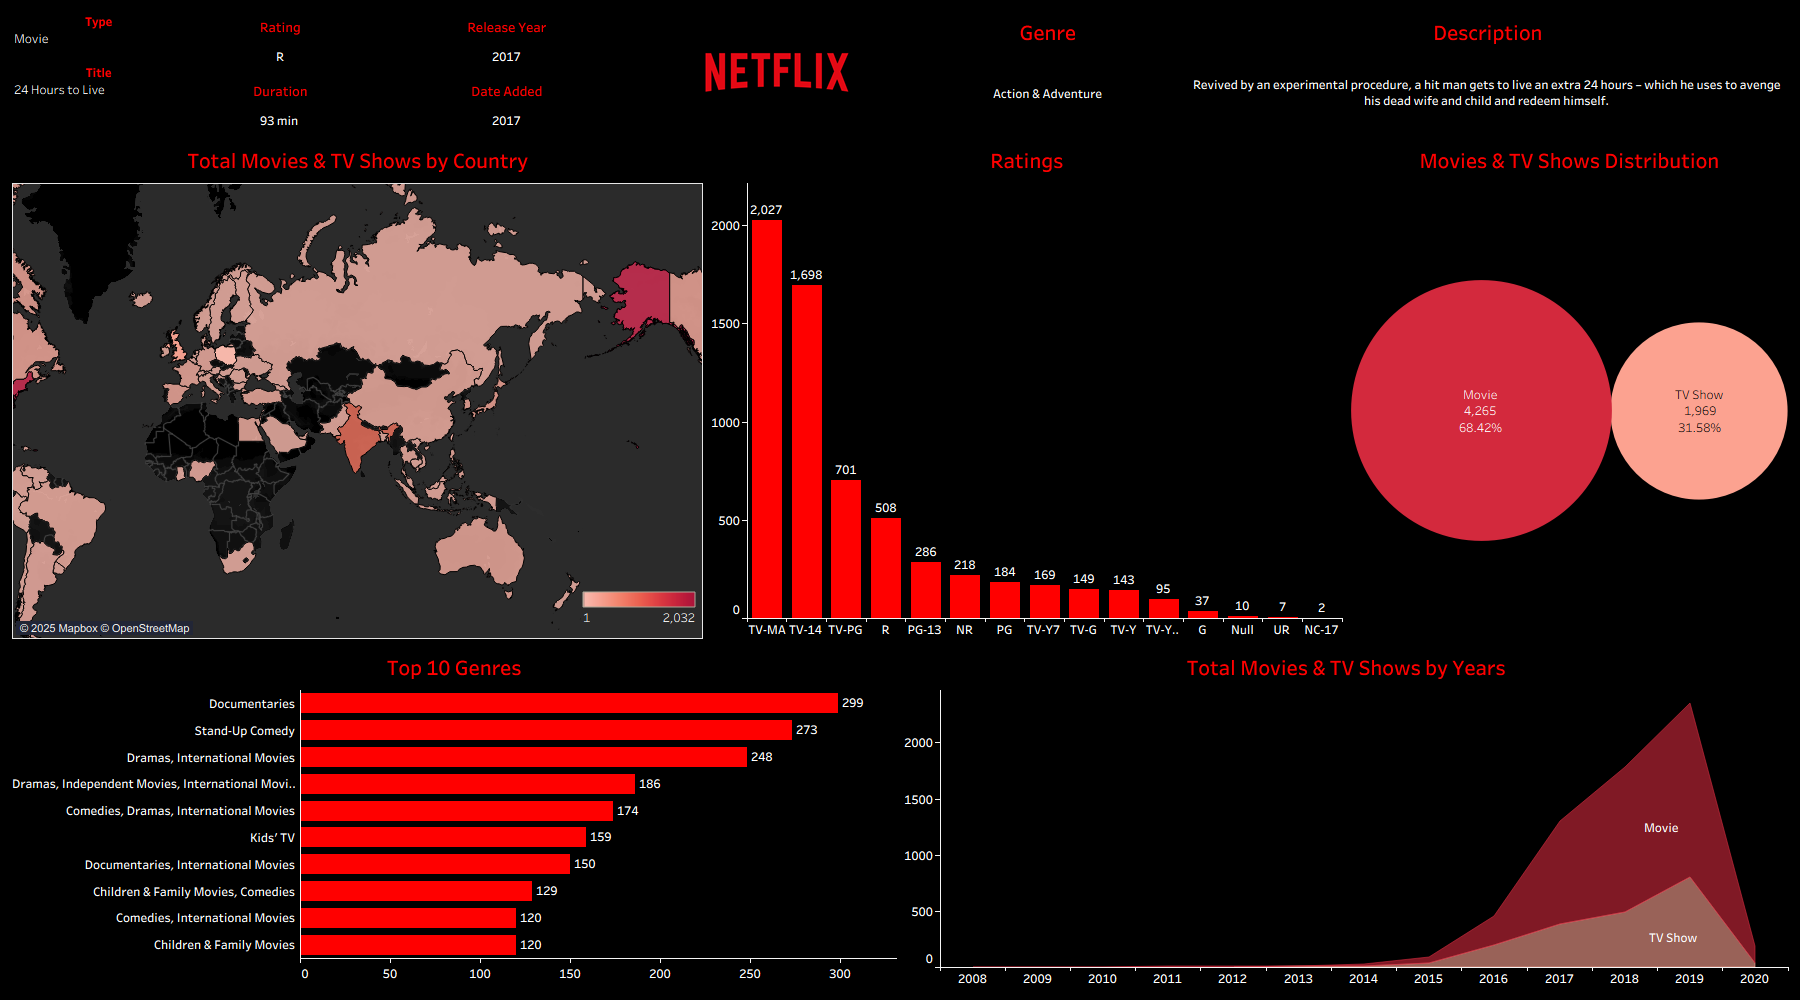 Type
Movie
Title
24 Hours to Live
Rating
R
Duration
93 min
Release Year
2017
Date Added
2017
NETFLIX
Genre
Action & Adventure
Description
Revived by an experimental procedure, a hit man gets to live an extra 24 hours – which he uses to avenge
his dead wife and child and redeem himself.
Total Movies & TV Shows by Country
1
2,032
© 2025 Mapbox © OpenStreetMap
Ratings
2000
1500
1000
500
0
2,027
1,698
701
508
286
218
184
169
149
143
95
37
10
7
2
TV-MA
TV-14
TV-PG
R
PG-13
NR
PG
TV-Y7
TV-G
TV-Y
TV-Y..
G
Null
UR
NC-17
Movies & TV Shows Distribution
Movie
4,265
68.42%
TV Show
1,969
31.58%
Top 10 Genres
Documentaries
299
Stand-Up Comedy
273
Dramas, International Movies
248
Dramas, Independent Movies, International Movi..
186
Comedies, Dramas, International Movies
174
Kids’ TV
159
Documentaries, International Movies
150
Children & Family Movies, Comedies
129
Comedies, International Movies
120
Children & Family Movies
120
0
50
100
150
200
250
300
Total Movies & TV Shows by Years
2000
1500
1000
500
0
Movie
TV Show
2008
2009
2010
2011
2012
2013
2014
2015
2016
2017
2018
2019
2020